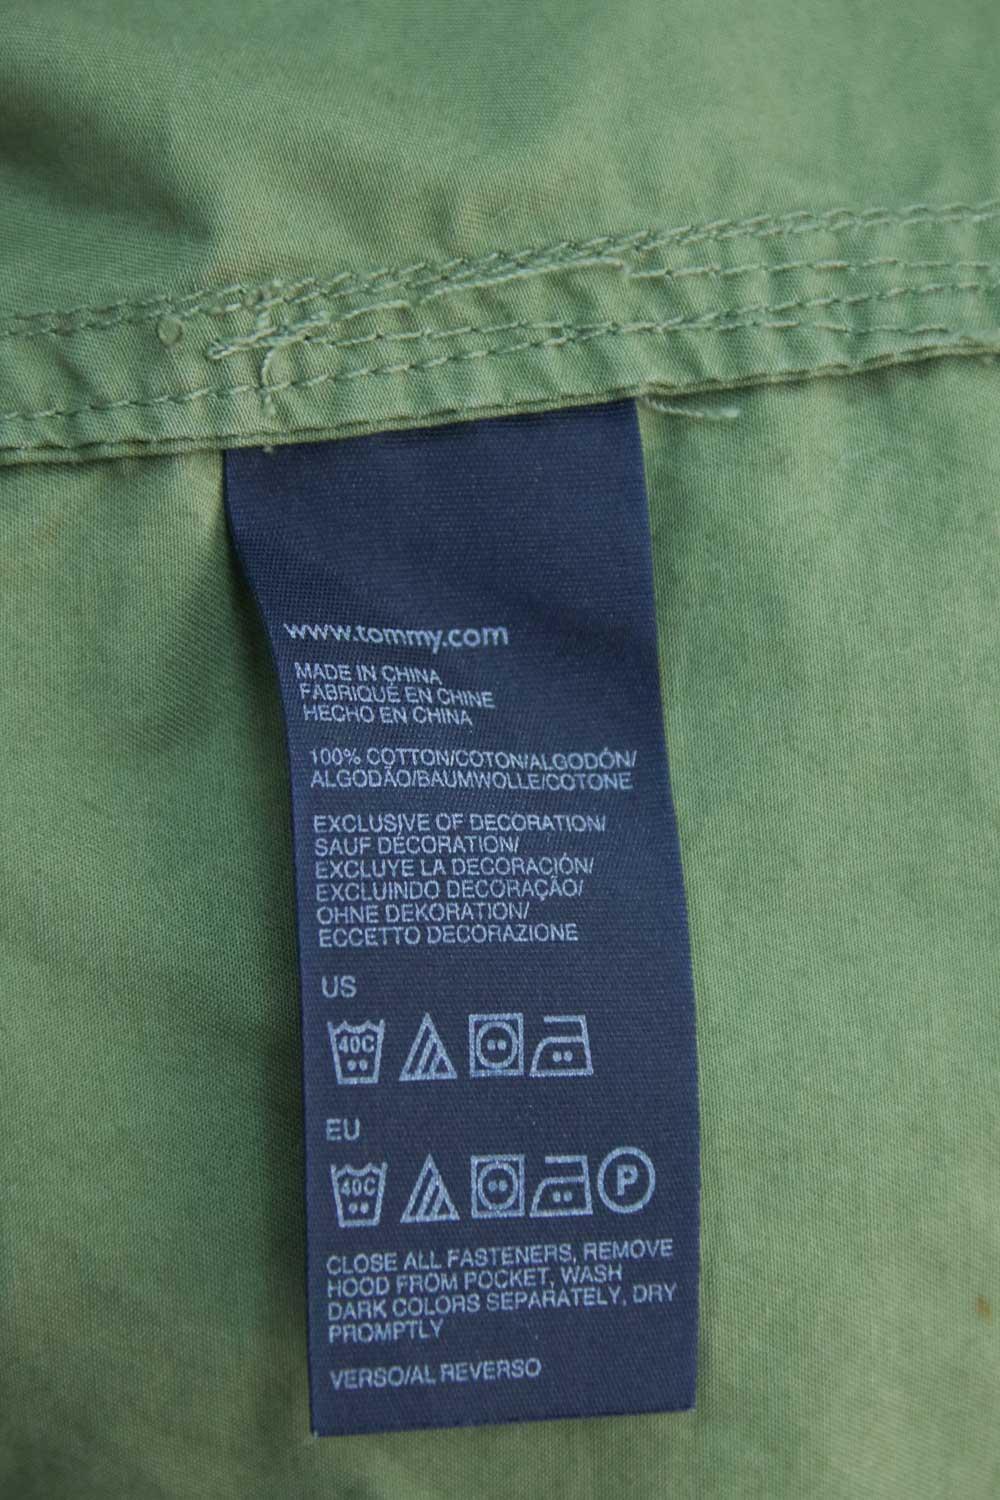 www.tommy.com
MADE IN CHINA
FABRIQUÉ EN CHINE
HECHO EN CHINA
100% COTTON/COTON/ALGODÓN/
ALGODÃO/BAUMWOLLE/COTONE
EXCLUSIVE OF DECORATION/
SAUF DÉCORATION/
EXCLUYE LA DECORACIÓN/
EXCLUINDO DECORAÇÃO/
OHNE DEKORATION/
ECCETTO DECORAZIONE
US
40C
EU
40C P
CLOSE ALL FASTENERS, REMOVE
HOOD FROM POCKET, WASH
DARK COLORS SEPARATELY, DRY
PROMPTLY
VERSO/AL REVERSO